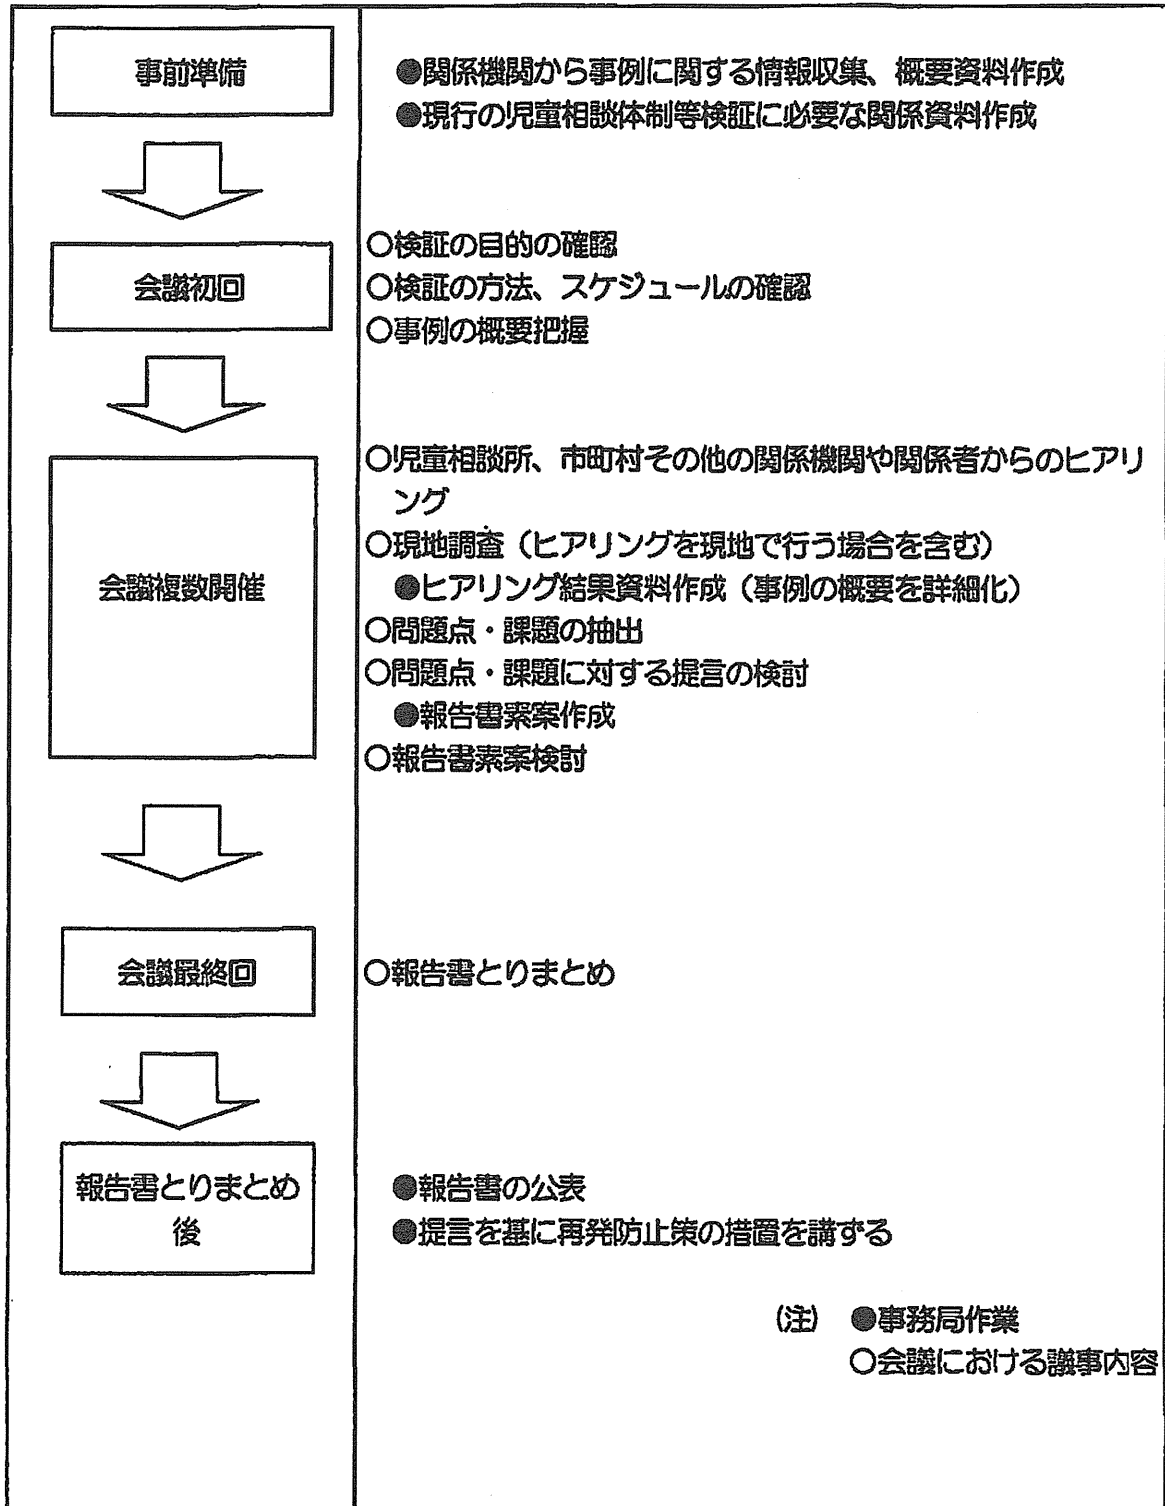 事前準備
●関係機関から事例に関する情報収集、概要資料作成
●現行の児童相談体制等検証に必要な関係資料作成
会議初回
○検証の目的の確認
○検証の方法、スケジュールの確認
○事例の概要把握
会議複数開催
○児童相談所、市町村その他の関係機関や関係者からのヒアリ
ング
○現地調査（ヒアリングを現地で行う場合を含む）
●ヒアリング結果資料作成（事例の概要を詳細化）
○問題点・課題の抽出
○問題点・課題に対する提言の検討
●報告書素案作成
○報告書素案検討
会議最終回
○報告書とりまとめ
報告書とりまとめ
後
●報告書の公表
●提言を基に再発防止策の措置を講ずる
（注） ●事務局作業
○会議における議事内容